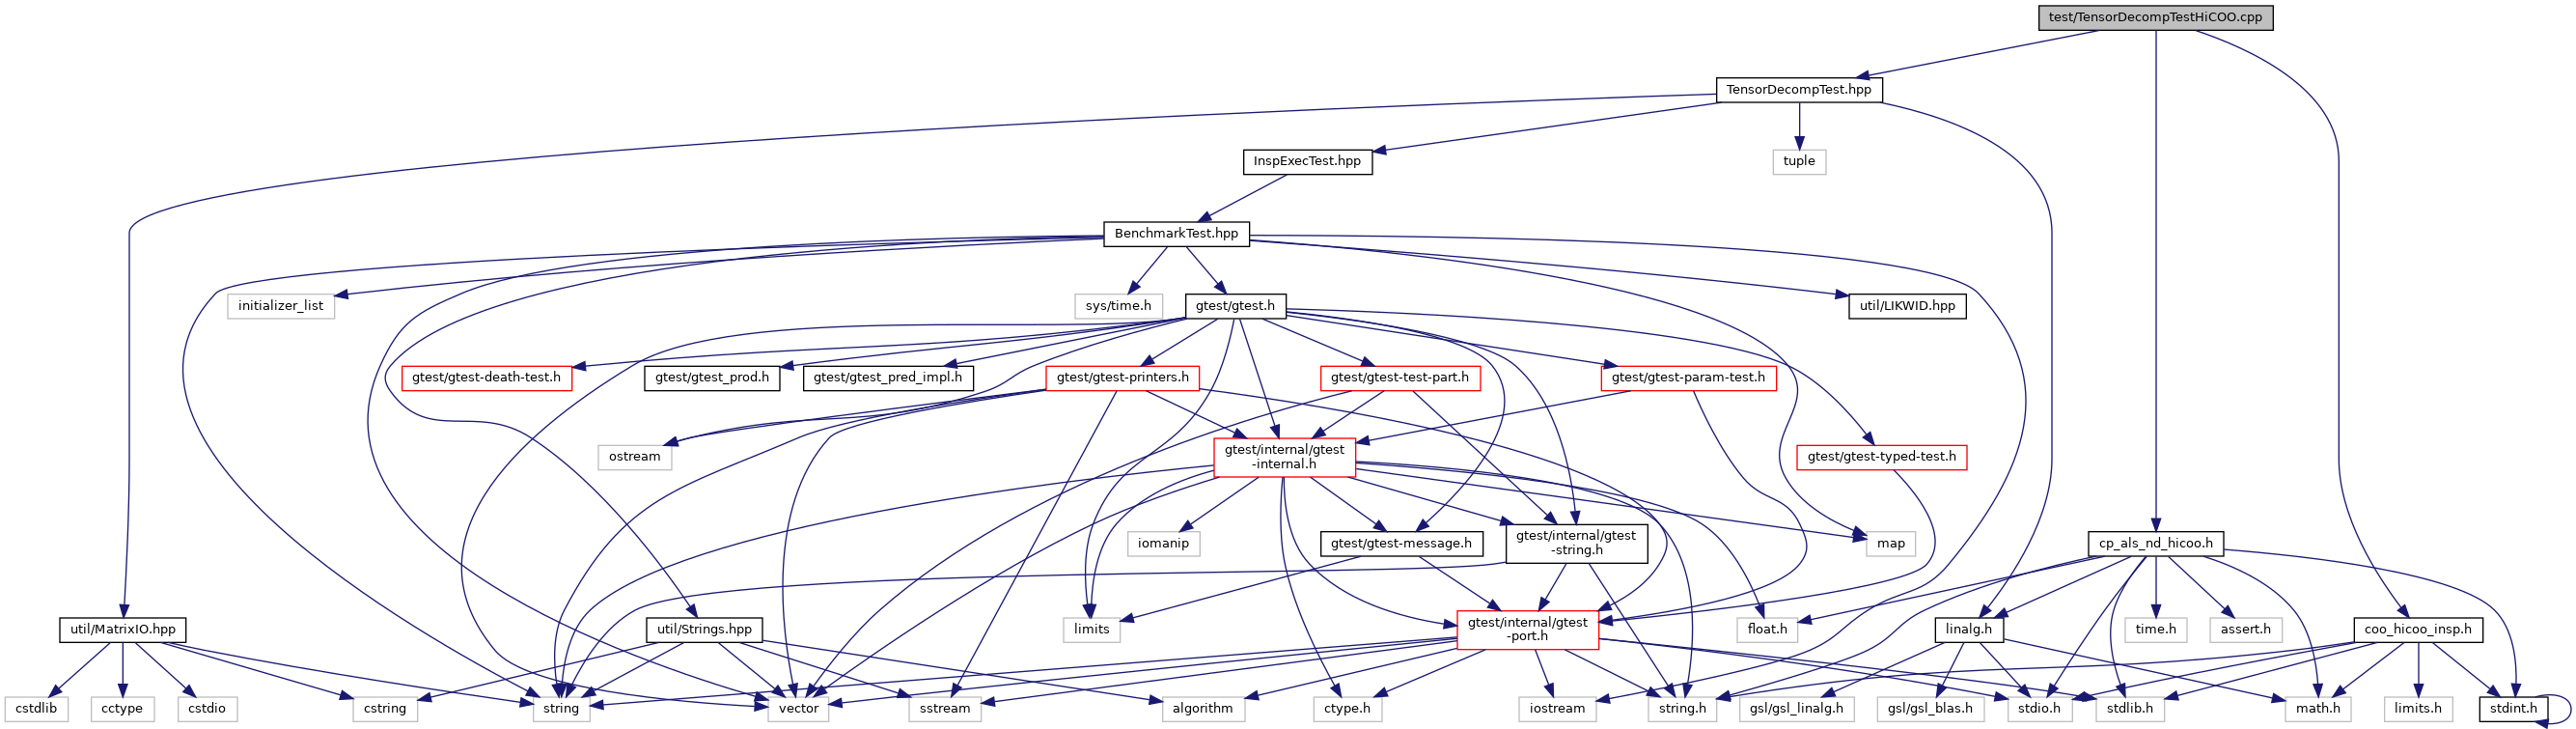 test/TensorDecompTestHiCOO.cpp
TensorDecompTest.hpp
InspExecTest.hpp
tuple
BenchmarkTest.hpp
initializer_list
sys/time.h
gtest/gtest.h
util/LIKWID.hpp
gtest/gtest-death-test.h
gtest/gtest_prod.h
gtest/gtest_pred_impl.h
gtest/gtest-printers.h
gtest/gtest-test-part.h
gtest/gtest-param-test.h
ostream
gtest/internal/gtest
-internal.h
gtest/gtest-typed-test.h
iomanip
gtest/gtest-message.h
gtest/internal/gtest
-string.h
map
cp_als_nd_hicoo.h
util/MatrixIO.hpp
util/Strings.hpp
limits
gtest/internal/gtest
-port.h
float.h
linalg.h
time.h
assert.h
coo_hicoo_insp.h
cstdlib
cctype
cstdio
cstring
string
vector
sstream
algorithm
ctype.h
iostream
string.h
gsl/gsl_linalg.h
gsl/gsl_blas.h
stdio.h
stdlib.h
math.h
limits.h
stdint.h